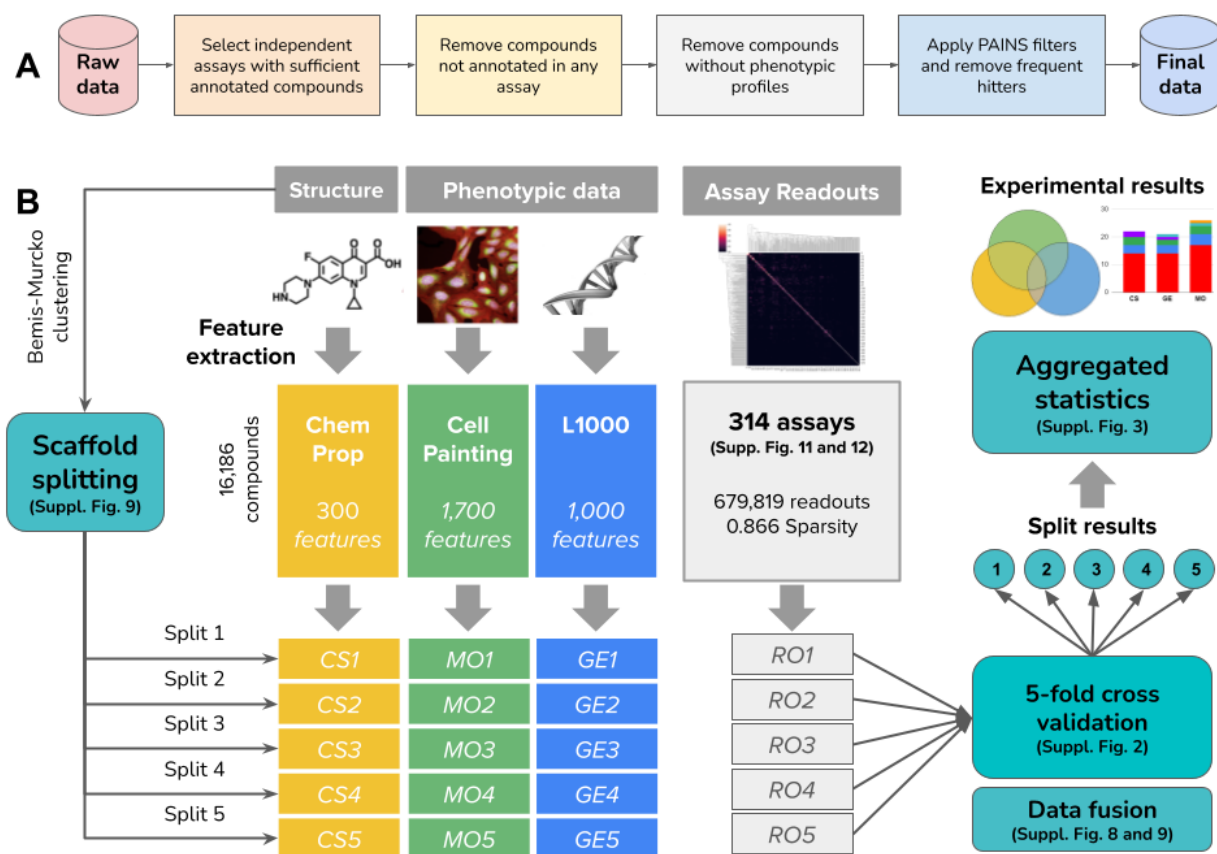 A
Raw
data
Select independent
assays with sufficient
annotated compounds
Remove compounds
not annotated in any
assay
Remove compounds
without phenotypic
profiles
Apply PAINS filters
and remove frequent
hitters
Final
data
B
Structure
Phenotypic data
Assay Readouts
Experimental results
F
O
O
OH
N
N
HN
30
20
10
0
CS
GE
MO
Bemis-Murcko
clustering
Feature
extraction
Scaffold
splitting
(Suppl. Fig. 9)
16,186
compounds
Chem
Prop
300
features
Cell
Painting
1,700
features
L1000
1,000
features
314 assays
(Supp. Fig. 11 and 12)
679,819 readouts
0.866 Sparsity
Aggregated
statistics
(Suppl. Fig. 3)
Split results
1
2
3
4
5
Split 1
Split 2
Split 3
Split 4
Split 5
CS1
MO1
GE1
RO1
CS2
MO2
GE2
RO2
CS3
MO3
GE3
RO3
CS4
MO4
GE4
RO4
CS5
MO5
GE5
RO5
5-fold cross
validation
(Suppl. Fig. 2)
Data fusion
(Suppl. Fig. 8 and 9)